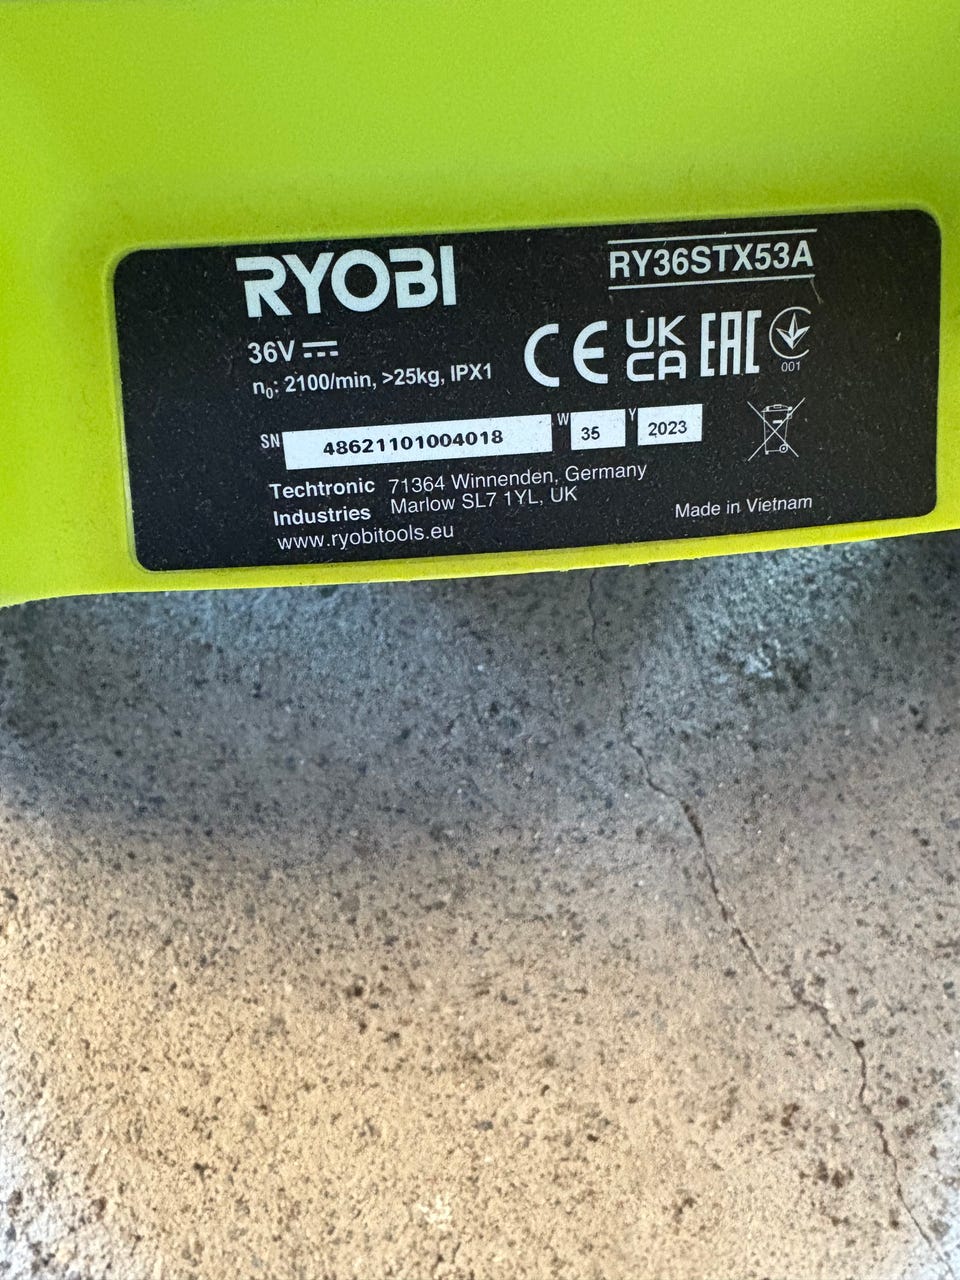 RYOBI
RY36STX53A
36V
CE UK CA EAC
001
n0: 2100/min, >25kg, IPX1
SN 48621101004018 W 35 Y 2023
Techtronic Industries
71364 Winnenden, Germany
Marlow SL7 1YL, UK
www.ryobitools.eu
Made in Vietnam